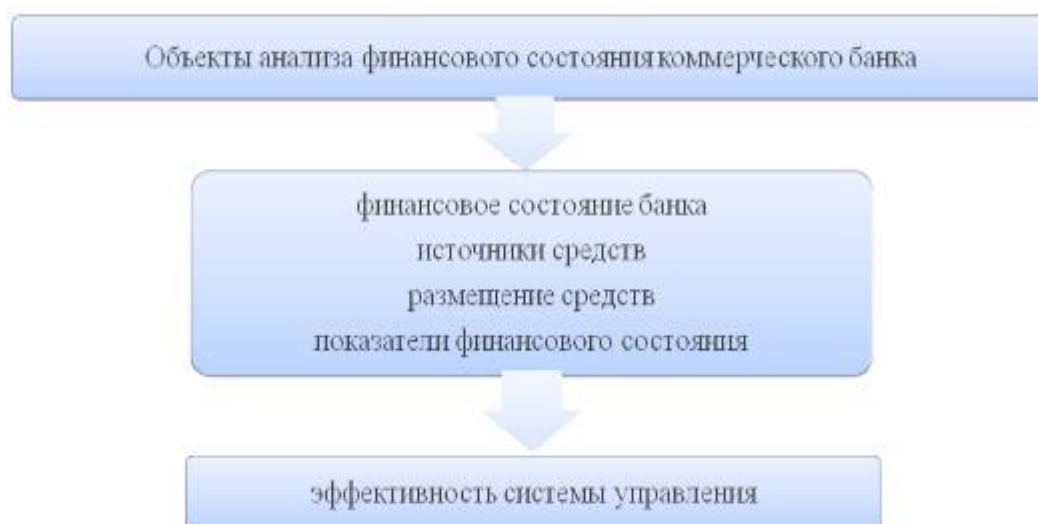 Объекты анализа финансового состояния коммерческого банка
финансовое состояние банка
источники средств
размещение средств
показатели финансового состояния
эффективность системы управления